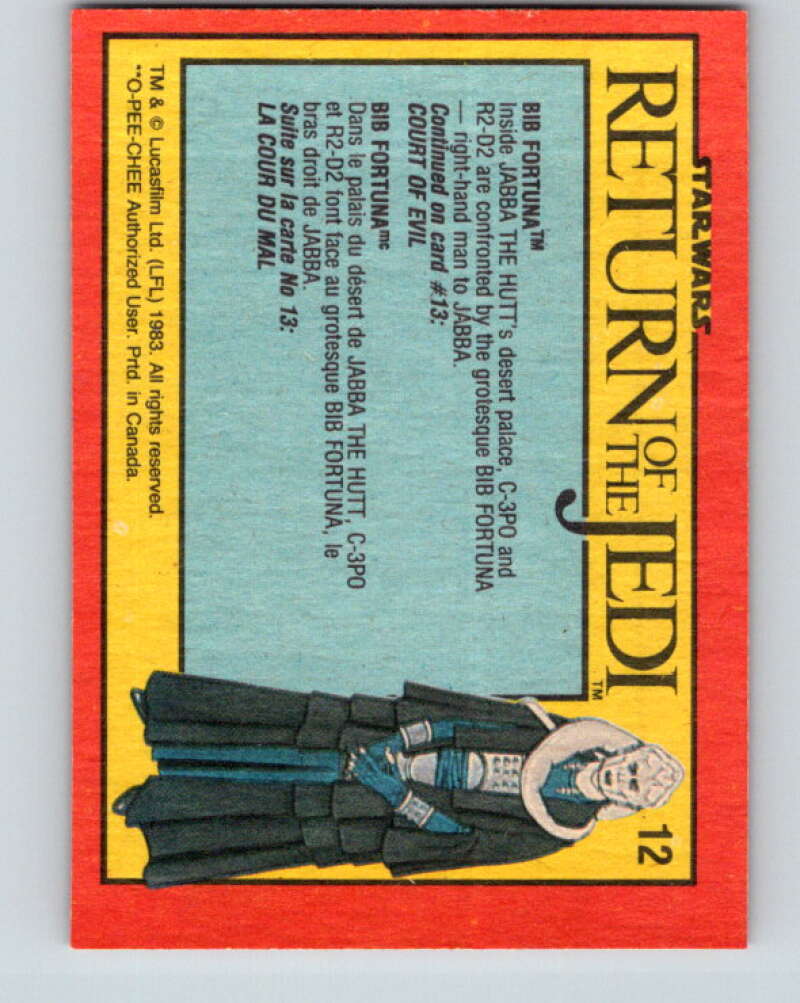 STAR WARS
RETURN OF THE JEDI™
12
BIB FORTUNA™
Inside JABBA THE HUTT's desert palace, C-3PO and
R2-D2 are confronted by the grotesque BIB FORTUNA
— right-hand man to JABBA.
Continued on card #13:
COURT OF EVIL
BIB FORTUNAmc
Dans le palais du désert de JABBA THE HUTT, C-3PO
et R2-D2 font face au grotesque BIB FORTUNA, le
bras droit de JABBA.
Suite sur la carte No 13:
LA COUR DU MAL
TM & © Lucasfilm Ltd. (LFL) 1983. All rights reserved.
**O-PEE-CHEE Authorized User. Prtd. in Canada.